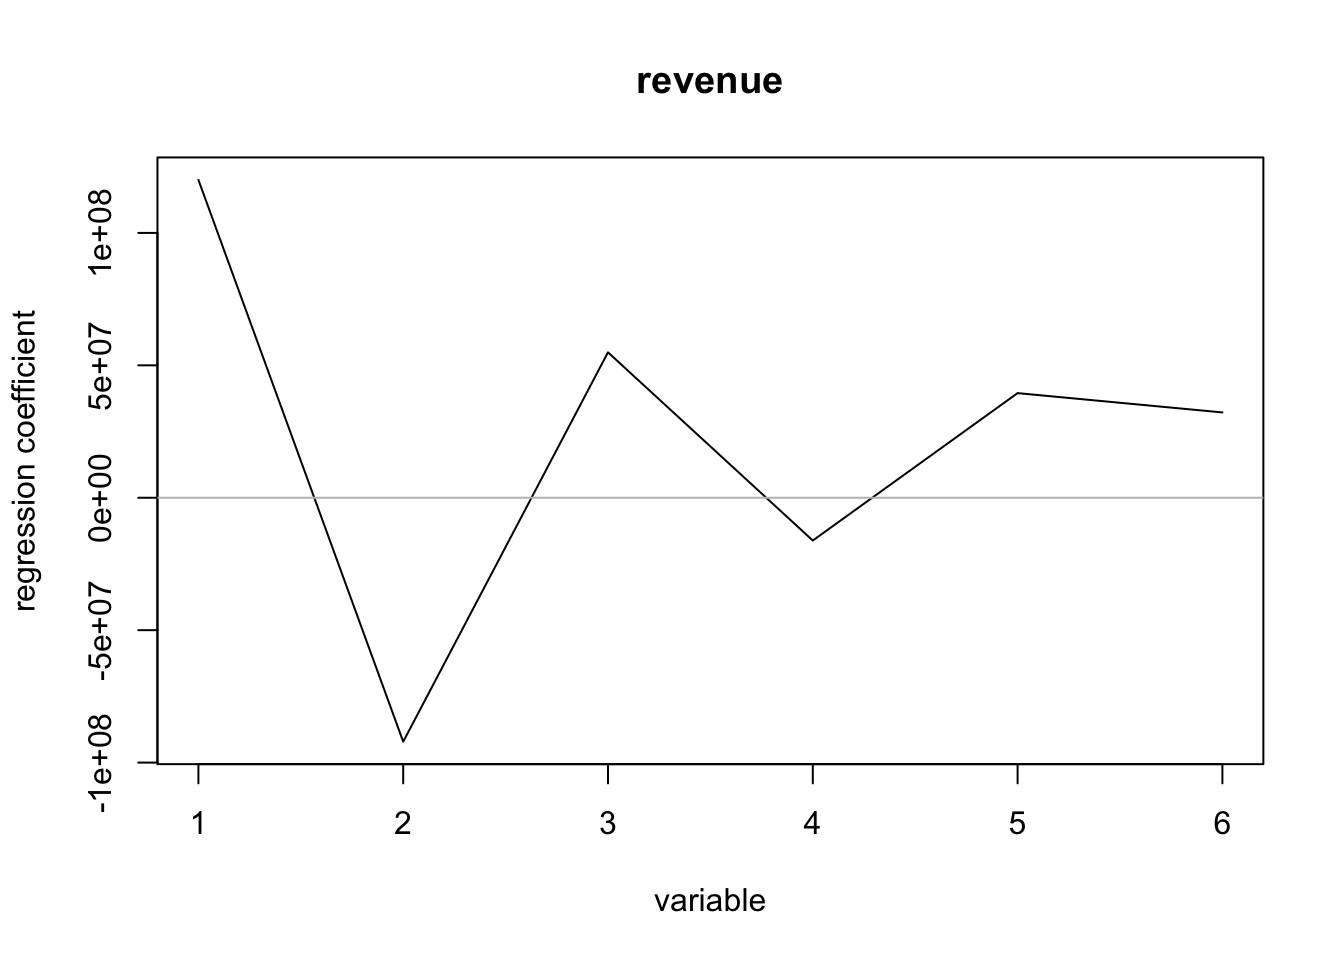 revenue
regression coefficient
1e+08
5e+07
0e+00
-5e+07
-1e+08
1 2 3 4 5 6
variable